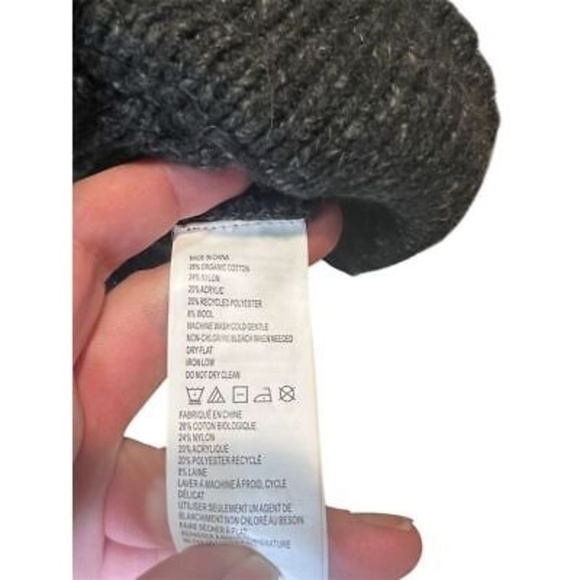 MADE IN CHINA
28% ORGANIC COTTON
24% NYLON
20% ACRYLIC
20% RECYCLED POLYESTER
8% WOOL
MACHINE WASH COLD GENTLE
NON-CHLORINE BLEACH WHEN NEEDED
DRY FLAT
IRON LOW
DO NOT DRY CLEAN
FABRIQUÉ EN CHINE
28% COTON BIOLOGIQUE
24% NYLON
20% ACRYLIQUE
20% POLYESTER RECYCLÉ
8% LAINE
LAVER À MACHINE À FROID, CYCLE
DÉLICAT
UTILISER SEULEMENT UN AGENT DE
BLANCHIMENT NON CHLORÉ AU BESOIN
FAIRE SÉCHER À PLAT